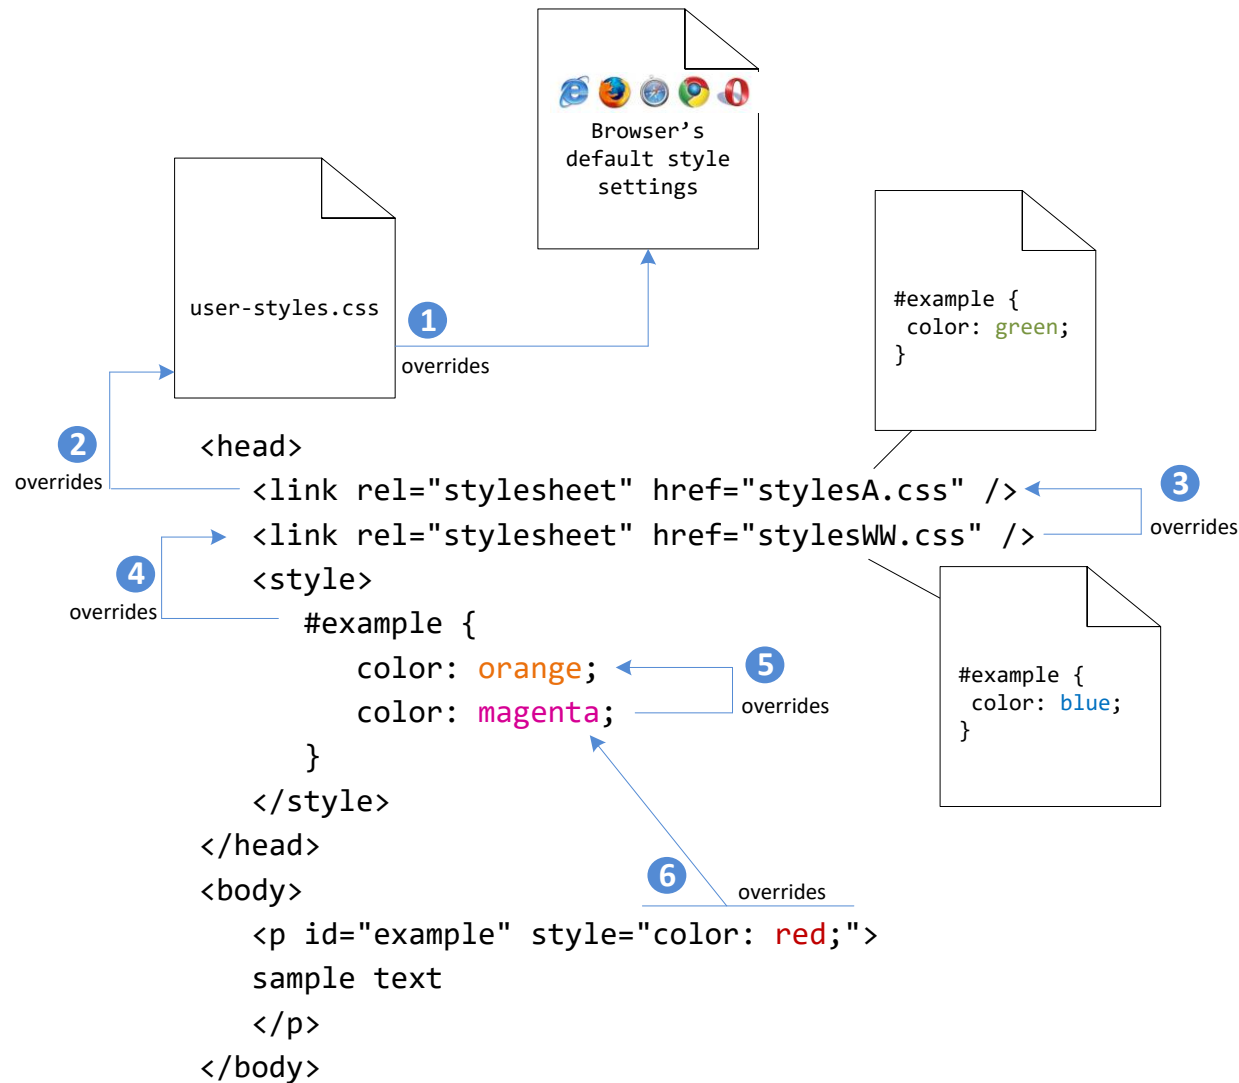 Browser’s
default style
settings
user-styles.css
1
overrides
#example {
color: green;
}
2
overrides
<head>
<link rel="stylesheet" href="stylesA.css" />
3
overrides
<link rel="stylesheet" href="stylesWW.css" />
4
overrides
<style>
#example {
color: orange;
5
overrides
color: magenta;
}
</style>
#example {
color: blue;
}
</head>
6
overrides
<body>
<p id="example" style="color: red;">
sample text
</p>
</body>